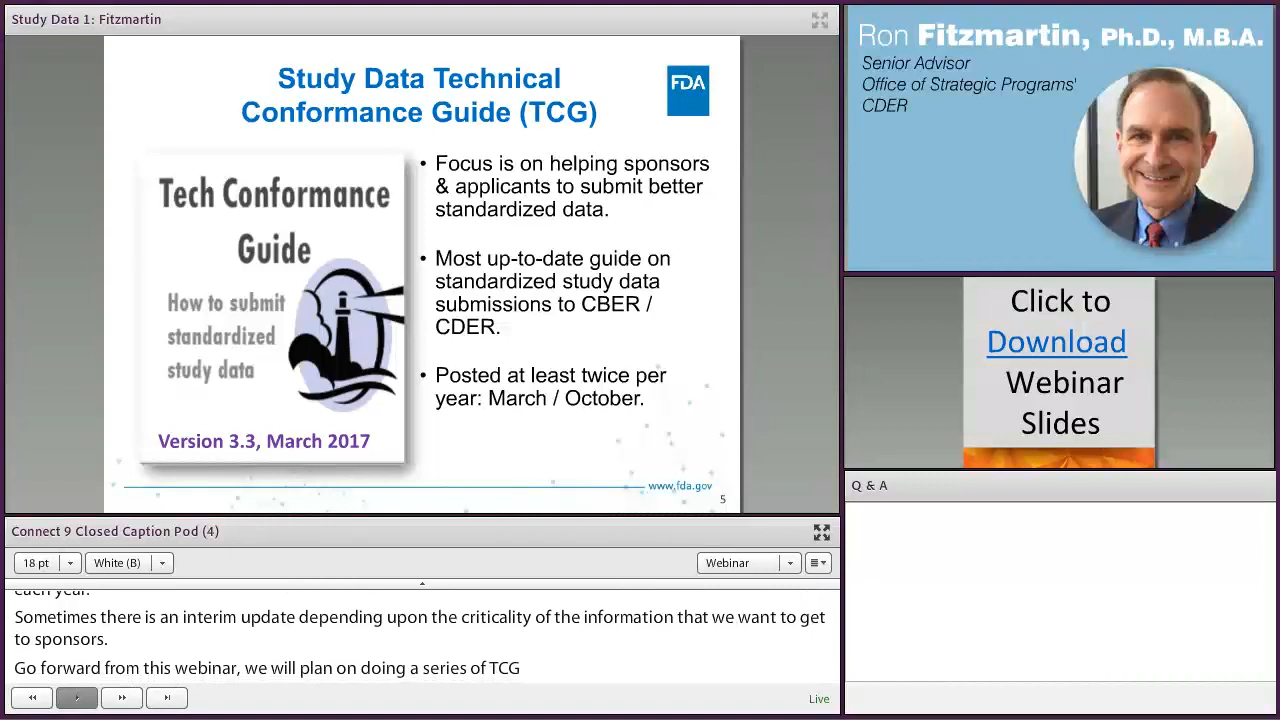 Study Data 1: Fitzmartin
Study Data Technical
Conformance Guide (TCG)
FDA
Tech Conformance
Guide
How to submit
standardized
study data
Version 3.3, March 2017
• Focus is on helping sponsors
& applicants to submit better
standardized data.
• Most up-to-date guide on
standardized study data
submissions to CBER /
CDER.
• Posted at least twice per
year: March / October.
www.fda.gov
5
Ron Fitzmartin, Ph.D., M.B.A.
Senior Advisor
Office of Strategic Programs'
CDER
Click to
Download
Webinar
Slides
Q & A
Connect 9 Closed Caption Pod (4)
18 pt
White (B)
Webinar
each year.
Sometimes there is an interim update depending upon the criticality of the information that we want to get
to sponsors.
Go forward from this webinar, we will plan on doing a series of TCG
Live